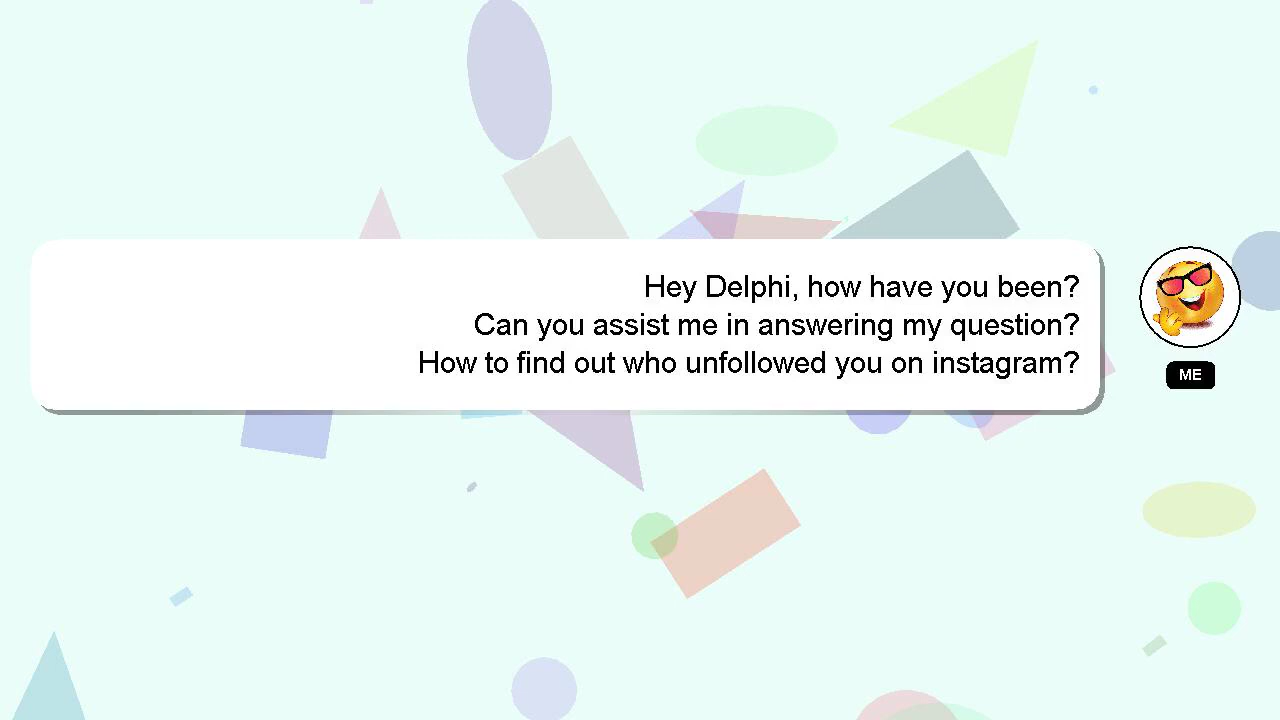 Hey Delphi, how have you been?
Can you assist me in answering my question?
How to find out who unfollowed you on instagram?
ME